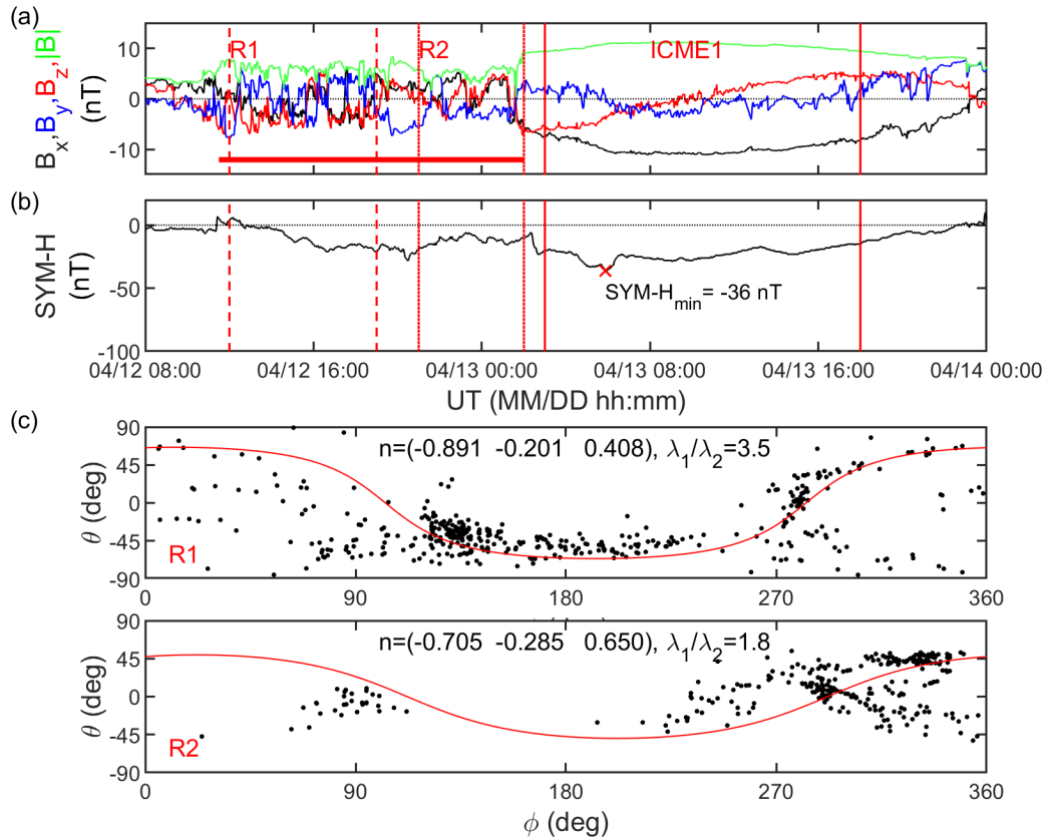 (a)
B_x,B_y,B_z,|B|
(nT)
10
0
-10
R1
R2
ICME1
(b)
SYM-H
(nT)
0
-50
-100
SYM-H_min= -36 nT
04/12 08:00
04/12 16:00
04/13 00:00
04/13 08:00
04/13 16:00
04/14 00:00
UT (MM/DD hh:mm)
(c)
θ (deg)
90
45
0
-45
-90
n=(-0.891 -0.201 0.408), λ_1/λ_2=3.5
R1
0
90
180
270
360
θ (deg)
90
45
0
-45
-90
n=(-0.705 -0.285 0.650), λ_1/λ_2=1.8
R2
0
90
180
270
360
ϕ (deg)